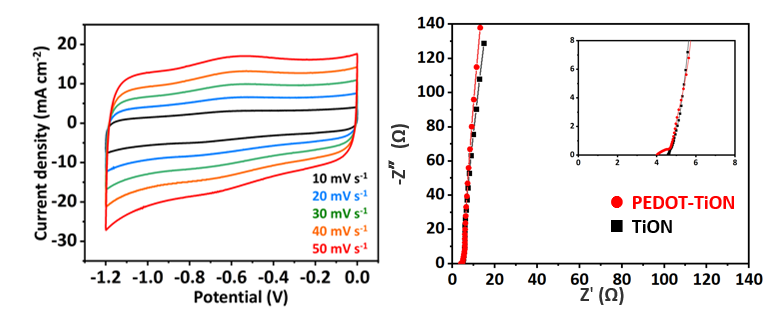 Current density (mA cm-2)
20
10
0
-10
-20
-30
10 mV s-1
20 mV s-1
30 mV s-1
40 mV s-1
50 mV s-1
-1.2 -1.0 -0.8 -0.6 -0.4 -0.2 0.0
Potential (V)
-Z″ (Ω)
140
120
100
80
60
40
20
0
8
6
4
2
0
0 2 4 6 8
PEDOT-TiON
TiON
0 20 40 60 80 100 120 140
Z' (Ω)